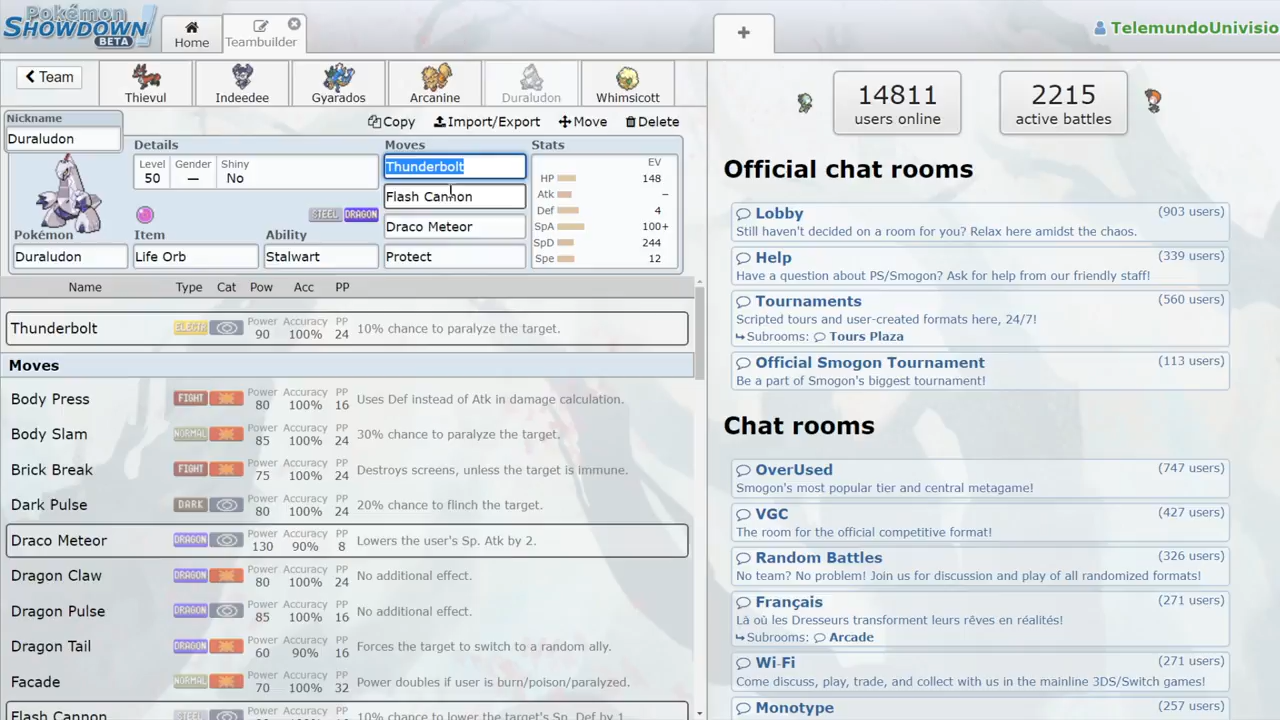 Pokémon
SHOWDOWN!
BETA
Home
Teambuilder
+
TelemundoUnivisio
Team
Thievul
Indeedee
Gyarados
Arcanine
Duraludon
Whimsicott
Copy
Import/Export
Move
Delete
Nickname
Duraludon
Details
Level
50
Gender
—
Shiny
No
STEEL
DRAGON
Pokémon
Duraludon
Item
Life Orb
Ability
Stalwart
Moves
Thunderbolt
Flash Cannon
Draco Meteor
Protect
Stats
EV
HP 148
Atk –
Def 4
SpA 100+
SpD 244
Spe 12
Name Type Cat Pow Acc PP
Thunderbolt ELECTR Power 90 Accuracy 100% PP 24 10% chance to paralyze the target.
Moves
Body Press FIGHT Power 80 Accuracy 100% PP 16 Uses Def instead of Atk in damage calculation.
Body Slam NORMAL Power 85 Accuracy 100% PP 24 30% chance to paralyze the target.
Brick Break FIGHT Power 75 Accuracy 100% PP 24 Destroys screens, unless the target is immune.
Dark Pulse DARK Power 80 Accuracy 100% PP 24 20% chance to flinch the target.
Draco Meteor DRAGON Power 130 Accuracy 90% PP 8 Lowers the user's Sp. Atk by 2.
Dragon Claw DRAGON Power 80 Accuracy 100% PP 24 No additional effect.
Dragon Pulse DRAGON Power 85 Accuracy 100% PP 16 No additional effect.
Dragon Tail DRAGON Power 60 Accuracy 90% PP 16 Forces the target to switch to a random ally.
Facade NORMAL Power 70 Accuracy 100% PP 32 Power doubles if user is burn/poison/paralyzed.
Flash Cannon STEEL Power Accuracy PP 10% chance to lower the target's Sp. Def by 1.
14811
users online
2215
active battles
Official chat rooms
Lobby (903 users)
Still haven't decided on a room for you? Relax here amidst the chaos.
Help (339 users)
Have a question about PS/Smogon? Ask for help from our friendly staff!
Tournaments (560 users)
Scripted tours and user-created formats here, 24/7!
Subrooms: Tours Plaza
Official Smogon Tournament (113 users)
Be a part of Smogon's biggest tournament!
Chat rooms
OverUsed (747 users)
Smogon's most popular tier and central metagame!
VGC (427 users)
The room for the official competitive format!
Random Battles (326 users)
No team? No problem! Join us for discussion and play of all randomized formats!
Français (271 users)
Là où les Dresseurs transforment leurs rêves en réalités!
Subrooms: Arcade
Wi-Fi (271 users)
Come discuss, play, trade, and collect with us in the mainline 3DS/Switch games!
Monotype (257 users)